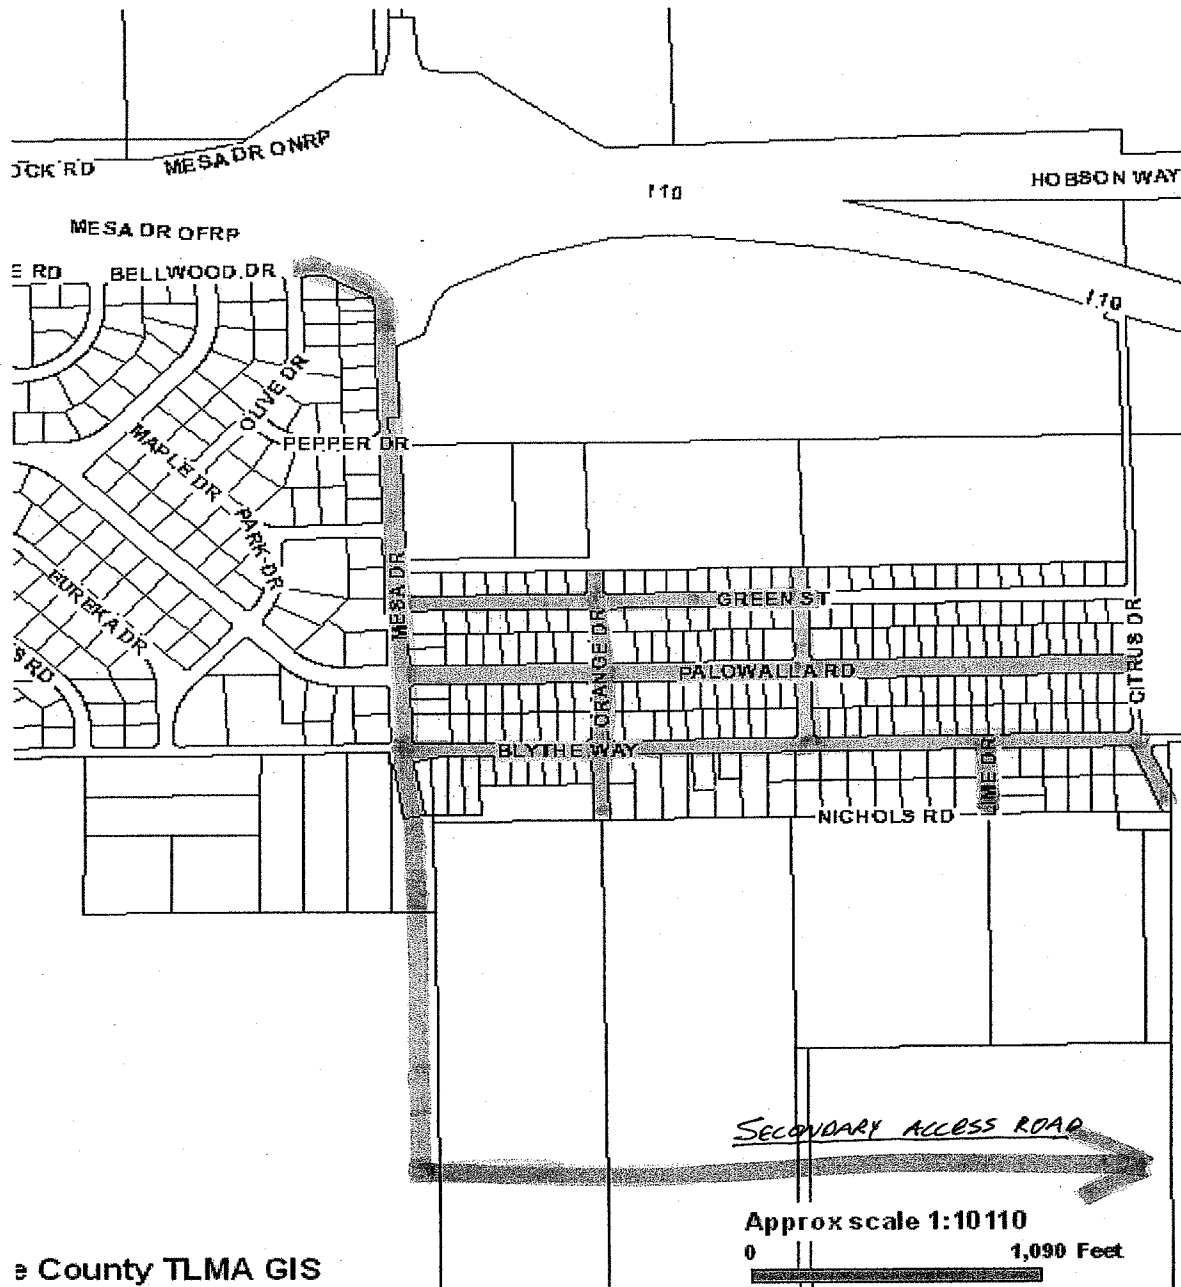 MESA DR ONRP
OCK RD
I 10
HOBSON WAY
MESA DR OFRP
E RD
BELLWOOD DR
I 10
OLIVE DR
PEPPER DR
MAPLE DR
PARK DR
MESA DR
EUREKA DR
GREEN ST
ORANGE DR
CITRUS DR
S RD
PALOWALLA RD
BLYTHE WAY
LIME DR
NICHOLS RD
SECONDARY ACCESS ROAD
Approx scale 1:10110
0 1,090 Feet
e County TLMA GIS